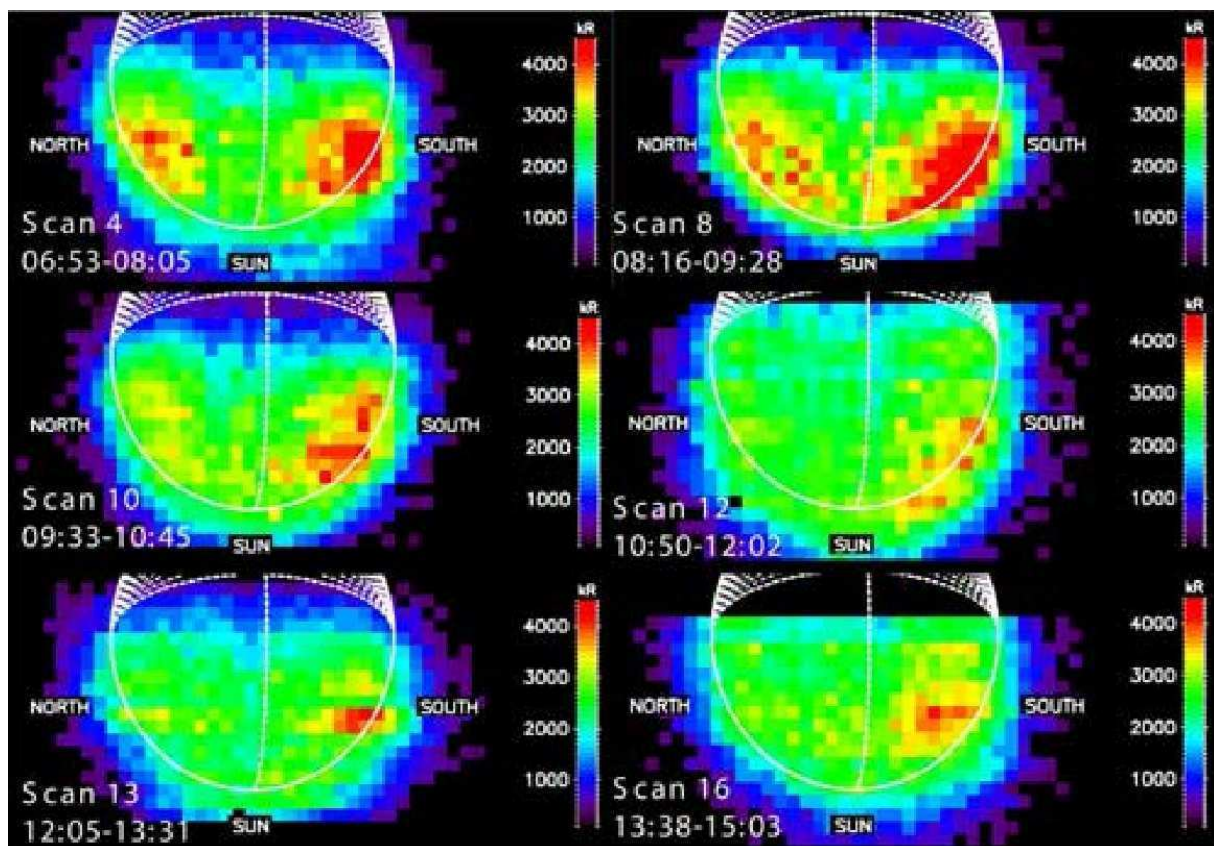 kR
4000
3000
2000
1000
NORTH
SOUTH
Scan 4
06:53-08:05
SUN
kR
4000
3000
2000
1000
NORTH
SOUTH
Scan 8
08:16-09:28
SUN
kR
4000
3000
2000
1000
NORTH
SOUTH
Scan 10
09:33-10:45
SUN
kR
4000
3000
2000
1000
NORTH
SOUTH
Scan 12
10:50-12:02
SUN
kR
4000
3000
2000
1000
NORTH
SOUTH
Scan 13
12:05-13:31
SUN
kR
4000
3000
2000
1000
NORTH
SOUTH
Scan 16
13:38-15:03
SUN